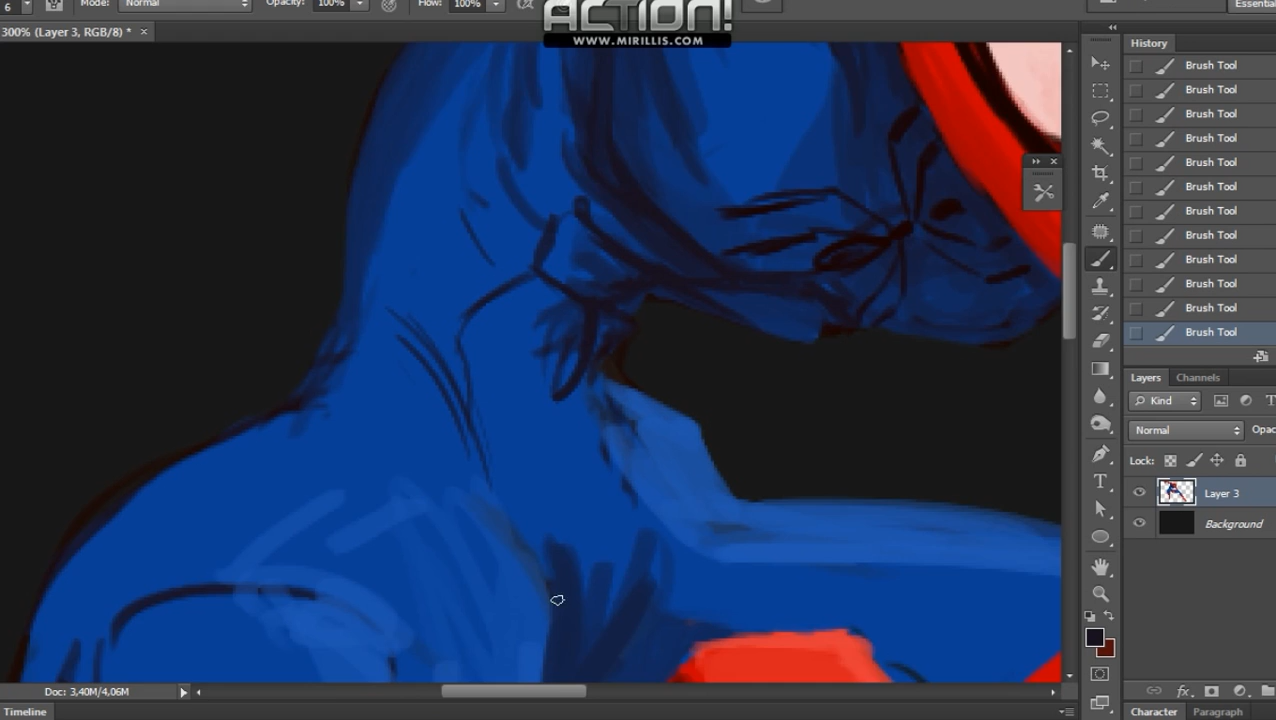 6 Mode: Normal Opacity: 100% Flow: 100%
ACTION!
WWW.MIRILLIS.COM
Essential
300% (Layer 3, RGB/8) * ×
History
Brush Tool
Brush Tool
Brush Tool
Brush Tool
Brush Tool
Brush Tool
Brush Tool
Brush Tool
Brush Tool
Brush Tool
Brush Tool
Brush Tool
Layers Channels
Kind T
Normal Opac
Lock:
Layer 3
Background
fx
Doc: 3,40M/4,06M
Timeline
Character Paragraph